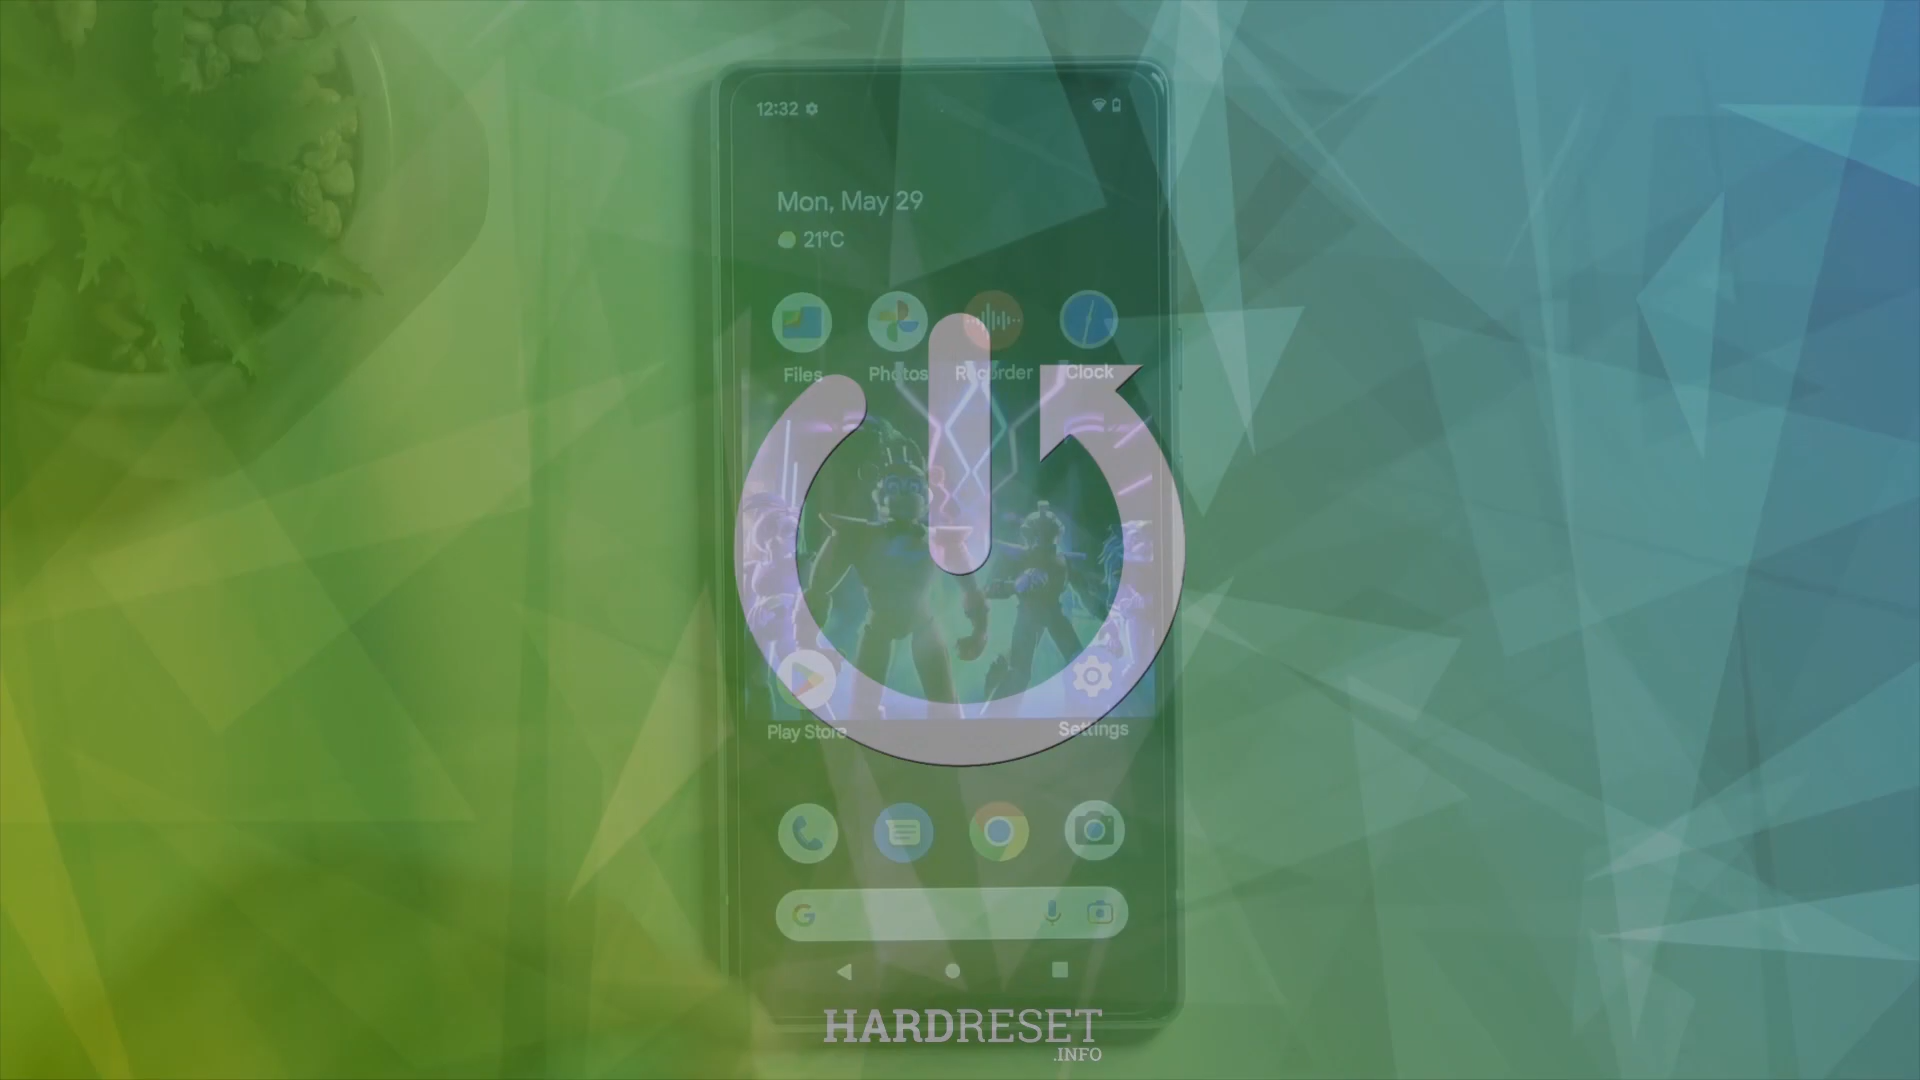 12:32
Mon, May 29
21°C
Files Photos Recorder Clock
Play Store Settings
HARDRESET
.INFO